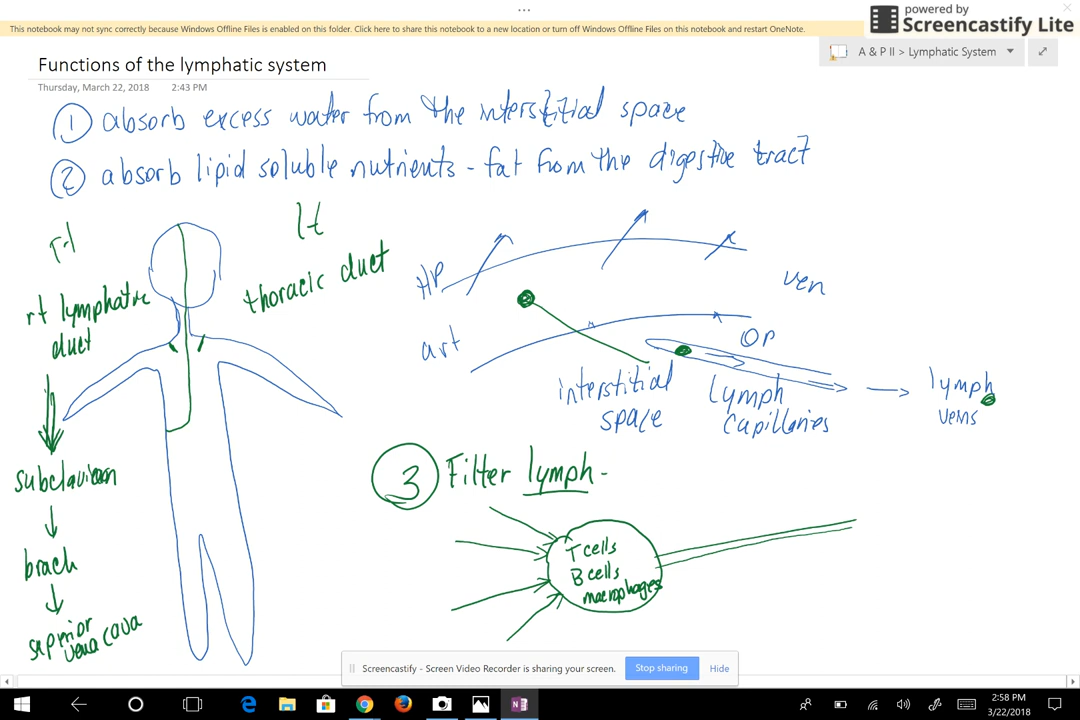 powered by
Screencastify Lite
This notebook may not sync correctly because Windows Offline Files is enabled on this folder. Click here to share this notebook to a new location or turn off Windows Offline Files on this notebook and restart OneNote.
A & P II > Lymphatic System
Functions of the lymphatic system
Thursday, March 22, 2018 2:43 PM
1 absorb excess water from the interstitial space
2 absorb lipid soluble nutrients - fat from the digestive tract
rt
lt
rt lymphatic
duct
thoracic duct
HP
art
ven
OP
interstitial
space
lymph
capillaries
lymph
vems
subclavian
brach
superior
vena cava
3 Filter lymph -
T cells
B cells
macrophages
Screencastify - Screen Video Recorder is sharing your screen.
Stop sharing
Hide
2:58 PM
3/22/2018